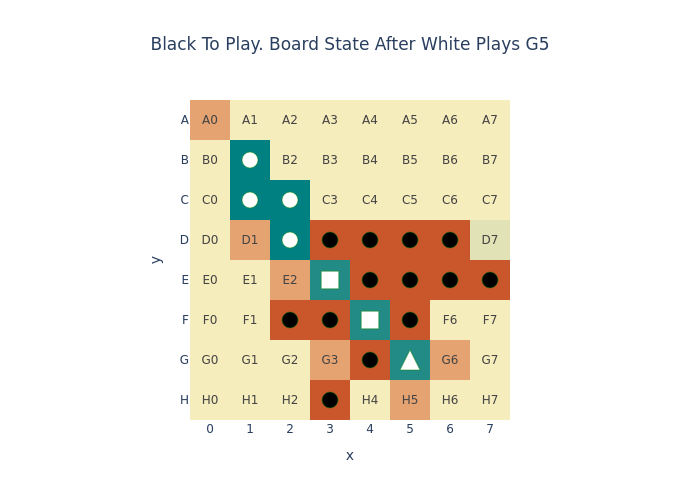 Black To Play. Board State After White Plays G5
A A0 A1 A2 A3 A4 A5 A6 A7
B B0 B2 B3 B4 B5 B6 B7
C C0 C3 C4 C5 C6 C7
D D0 D1 D7
y
E E0 E1 E2
F F0 F1 F6 F7
G G0 G1 G2 G3 G6 G7
H H0 H1 H2 H4 H5 H6 H7
0 1 2 3 4 5 6 7
x